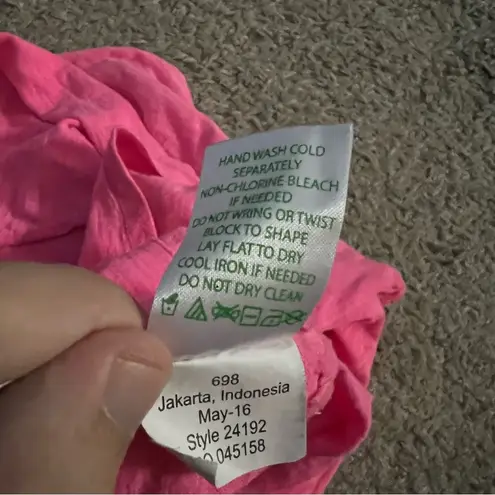 HAND WASH COLD
SEPARATELY
NON-CHLORINE BLEACH
IF NEEDED
DO NOT WRING OR TWIST
BLOCK TO SHAPE
LAY FLAT TO DRY
COOL IRON IF NEEDED
DO NOT DRY CLEAN
698
Jakarta, Indonesia
May-16
Style 24192
045158